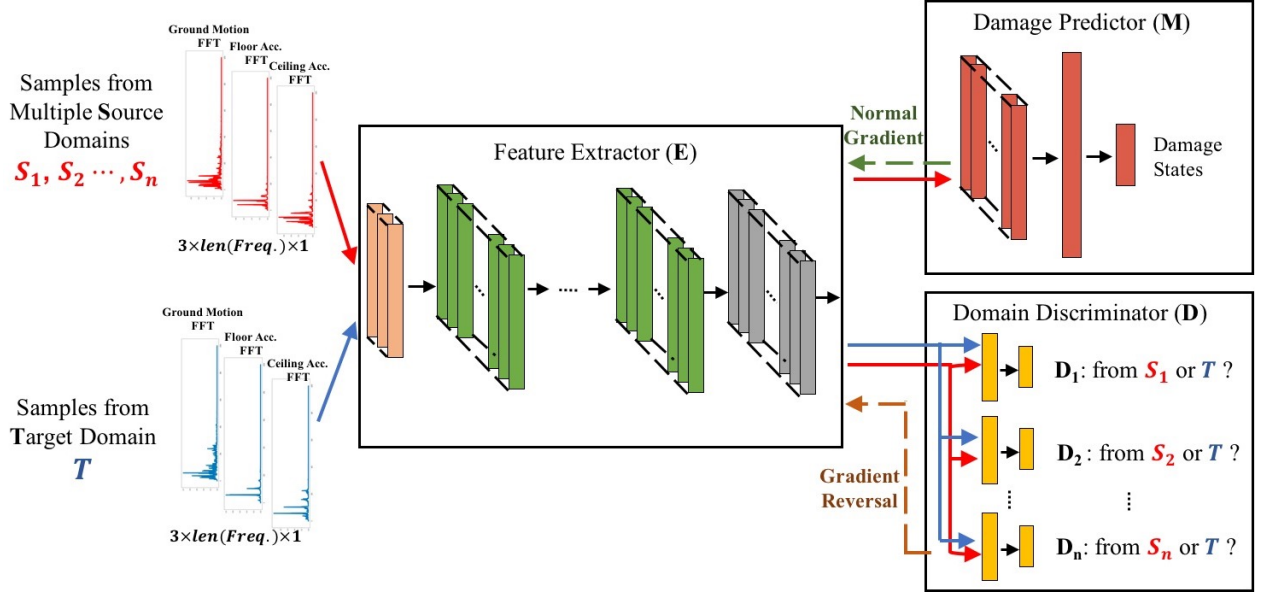 Ground Motion
FFT
Floor Acc.
FFT
Ceiling Acc.
FFT
Samples from
Multiple Source
Domains
S₁, S₂ ⋯, Sₙ
3×len(Freq.)×1
Ground Motion
FFT
Floor Acc.
FFT
Ceiling Acc.
FFT
Samples from
Target Domain
T
3×len(Freq.)×1
Feature Extractor (E)
Normal
Gradient
Gradient
Reversal
Damage Predictor (M)
Damage
States
Domain Discriminator (D)
D₁: from S₁ or T ?
D₂: from S₂ or T ?
Dₙ: from Sₙ or T ?